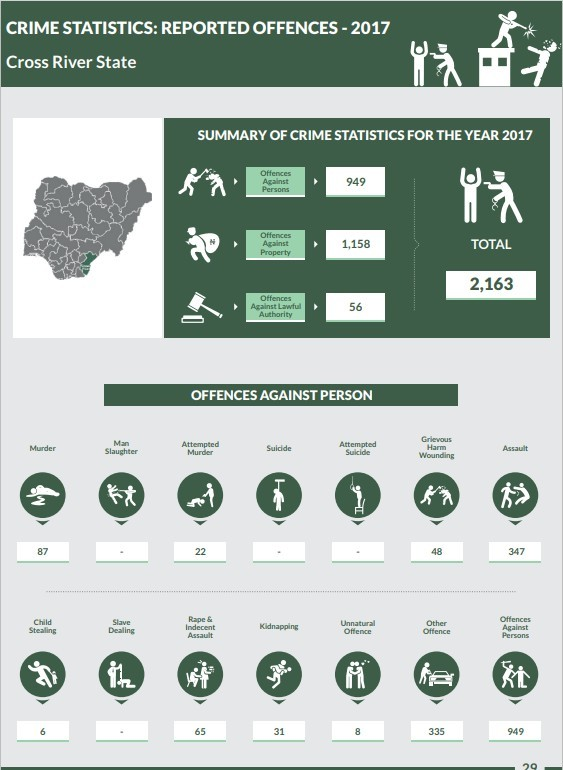 CRIME STATISTICS: REPORTED OFFENCES - 2017
Cross River State
SUMMARY OF CRIME STATISTICS FOR THE YEAR 2017
Offences
Against
Persons
949
Offences
Against
Property
1,158
Offences
Against Lawful
Authority
56
TOTAL
2,163
OFFENCES AGAINST PERSON
Murder
Man
Slaughter
Attempted
Murder
Suicide
Attempted
Suicide
Grievous
Harm
Wounding
Assault
87
-
22
-
-
48
347
Child
Stealing
Slave
Dealing
Rape &
Indecent
Assault
Kidnapping
Unnatural
Offence
Other
Offence
Offences
Against
Persons
6
-
65
31
8
335
949
29